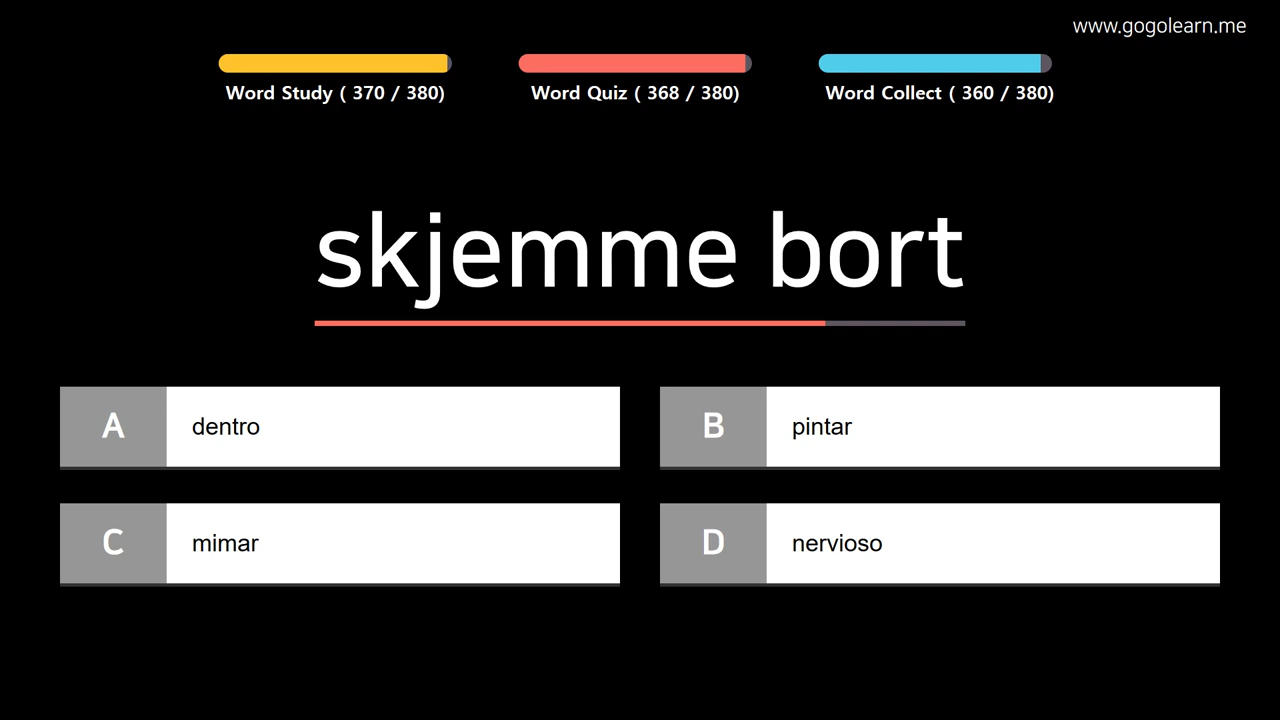 www.gogolearn.me
Word Study ( 370 / 380)
Word Quiz ( 368 / 380)
Word Collect ( 360 / 380)
skjemme bort
A dentro
B pintar
C mimar
D nervioso